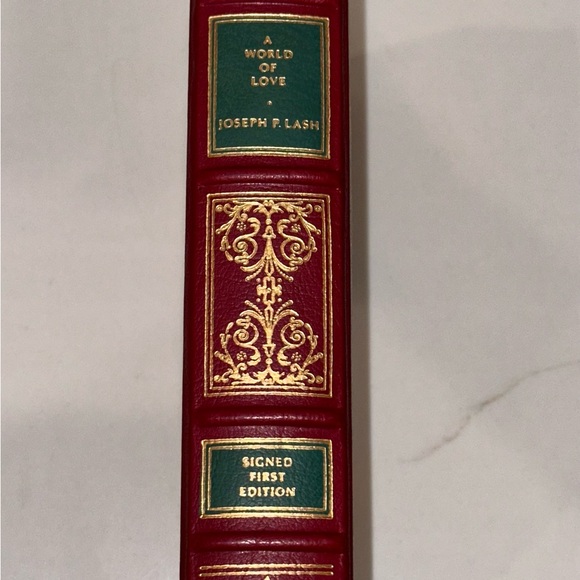 A
WORLD
OF
LOVE
·
JOSEPH P. LASH
SIGNED
FIRST
EDITION